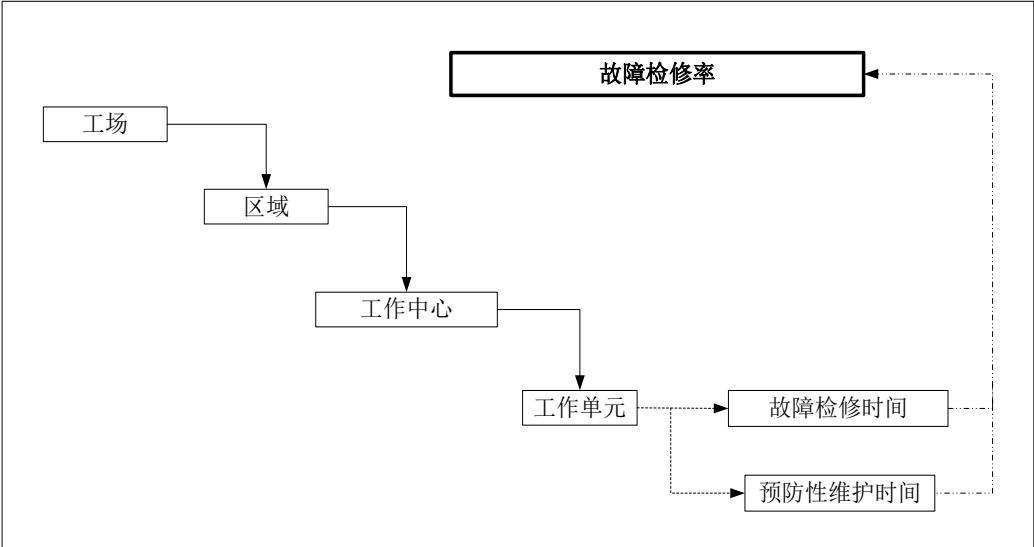 故障检修率
工场
区域
工作中心
工作单元
故障检修时间
预防性维护时间